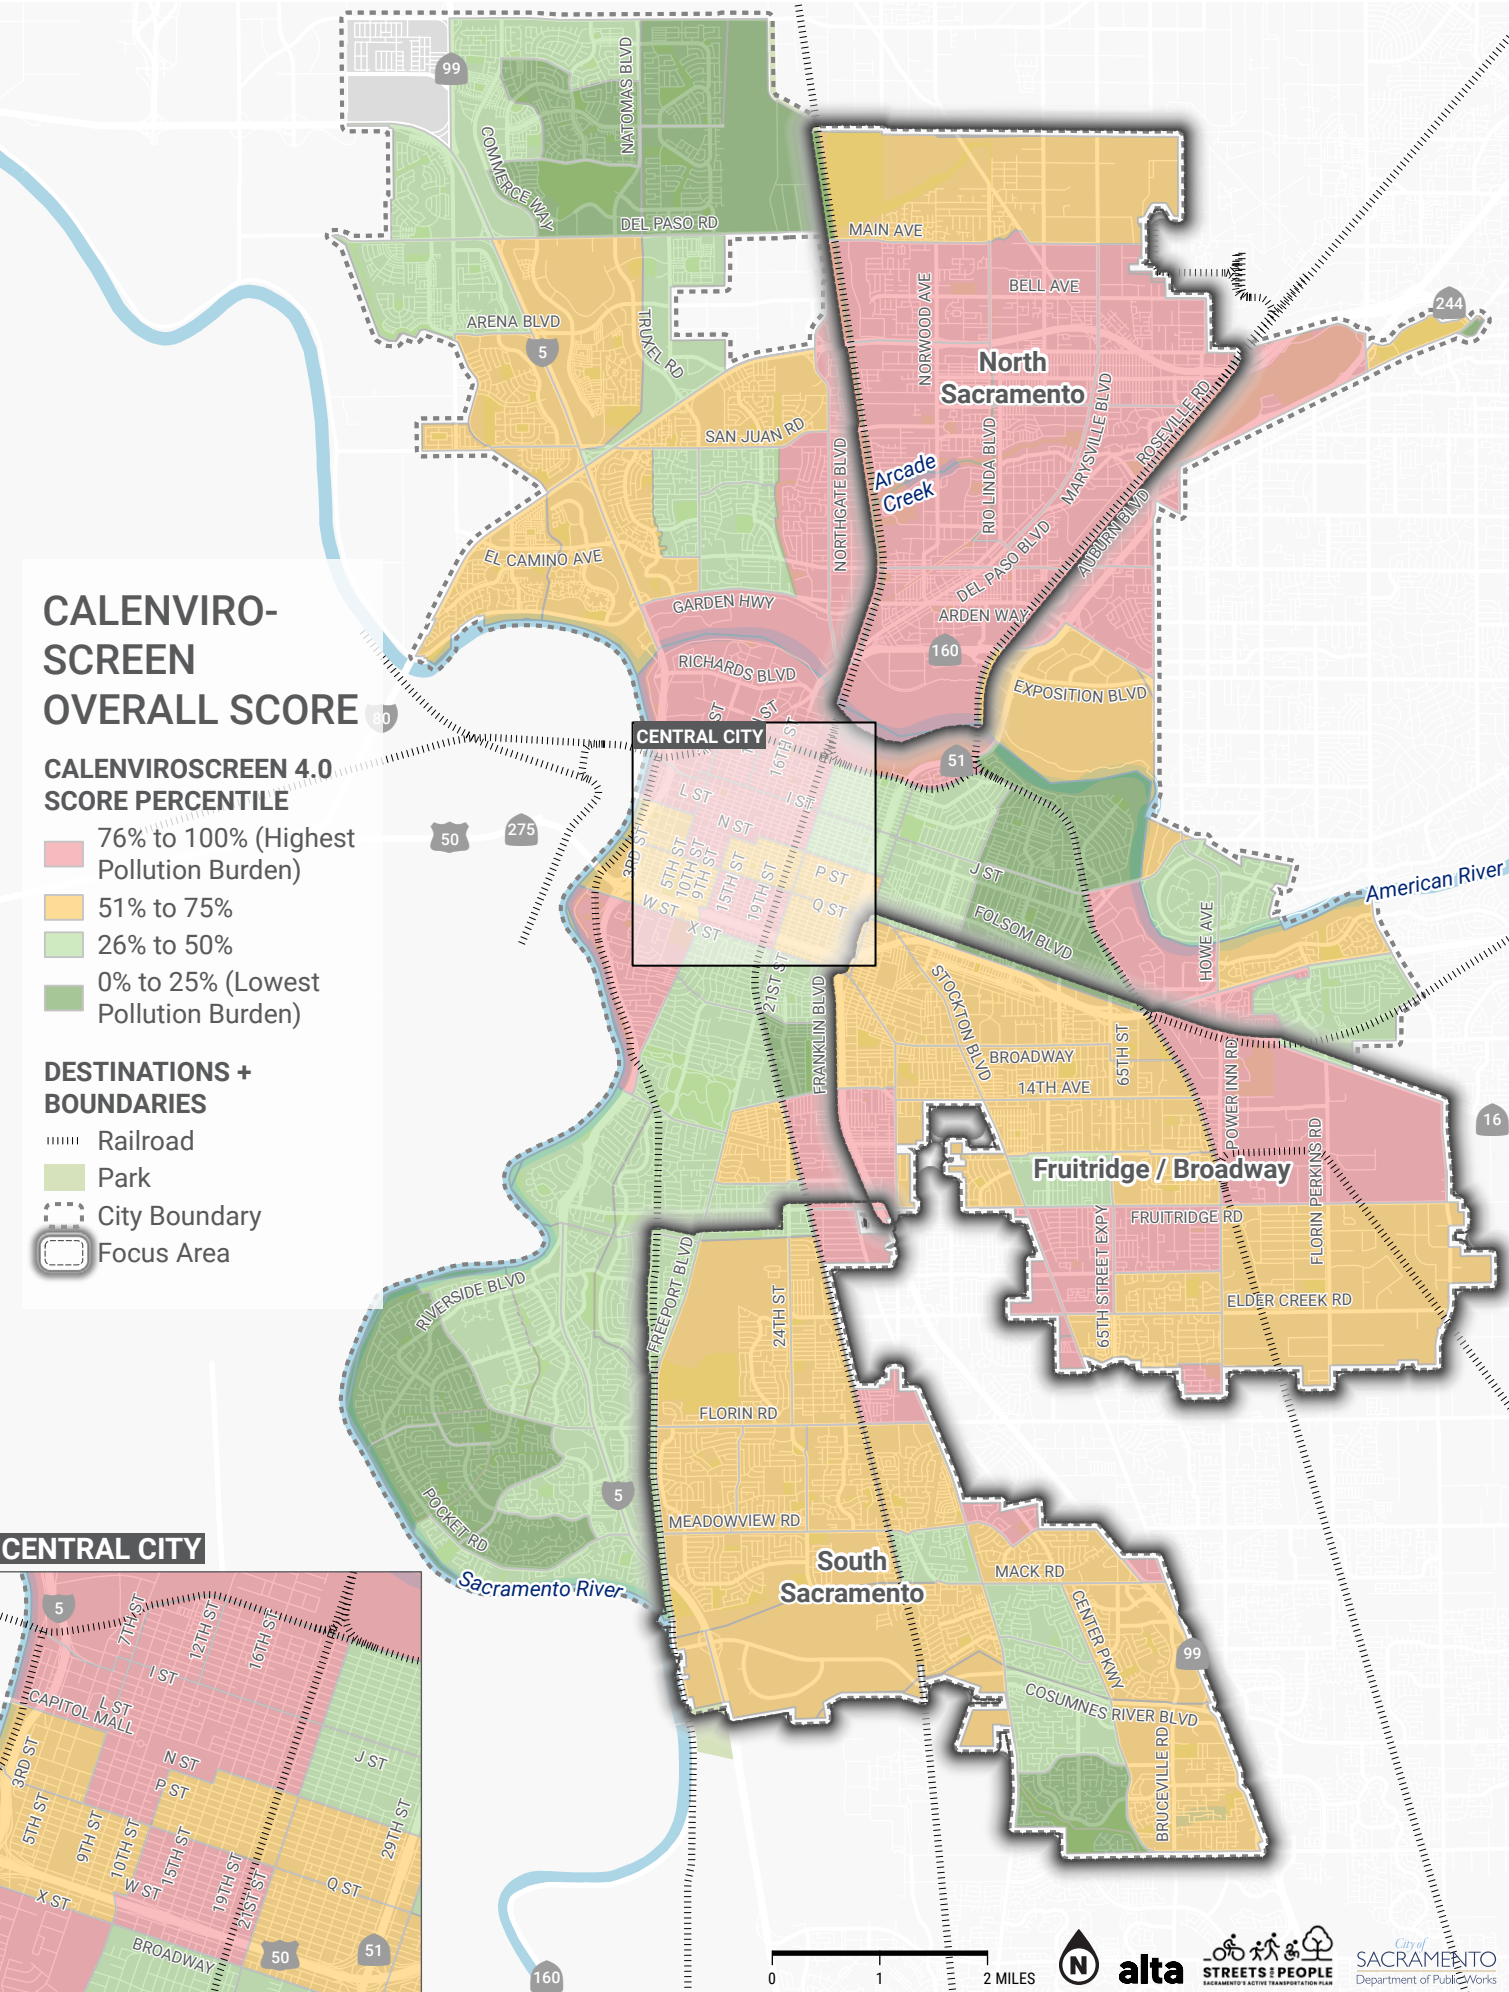 CALENVIRO-
SCREEN
OVERALL SCORE
CALENVIROSCREEN 4.0
SCORE PERCENTILE
76% to 100% (Highest
Pollution Burden)
51% to 75%
26% to 50%
0% to 25% (Lowest
Pollution Burden)
DESTINATIONS +
BOUNDARIES
Railroad
Park
City Boundary
Focus Area
99
NATOMAS BLVD
COMMERCE WAY
DEL PASO RD
MAIN AVE
BELL AVE
NORWOOD AVE
ARENA BLVD
5
TRUXEL RD
244
North
Sacramento
SAN JUAN RD
NORTHGATE BLVD
Arcade
Creek
RIO LINDA BLVD
MARYSVILLE BLVD
ROSEVILLE RD
AUBURN BLVD
DEL PASO BLVD
EL CAMINO AVE
GARDEN HWY
ARDEN WAY
160
RICHARDS BLVD
EXPOSITION BLVD
80
50
275
51
CENTRAL CITY
ST
ST
16TH ST
L ST
I ST
N ST
3RD ST
5TH ST
10TH ST
9TH ST
15TH ST
19TH ST
P ST
Q ST
W ST
X ST
21ST ST
J ST
FOLSOM BLVD
HOWE AVE
American River
FRANKLIN BLVD
STOCKTON BLVD
BROADWAY
14TH AVE
65TH ST
POWER INN RD
FLORIN PERKINS RD
16
Fruitridge / Broadway
FRUITRIDGE RD
65TH STREET EXPY
ELDER CREEK RD
RIVERSIDE BLVD
FREEPORT BLVD
24TH ST
FLORIN RD
5
POCKET RD
MEADOWVIEW RD
Sacramento River
South
Sacramento
MACK RD
CENTER PKWY
99
COSUMNES RIVER BLVD
BRUCEVILLE RD
160
CENTRAL CITY
5
7TH ST
12TH ST
16TH ST
I ST
L ST
CAPITOL MALL
N ST
P ST
J ST
3RD ST
5TH ST
9TH ST
10TH ST
15TH ST
19TH ST
21ST ST
29TH ST
W ST
X ST
Q ST
BROADWAY
50
51
0
1
2 MILES
N
alta
STREETS FOR PEOPLE
SACRAMENTO'S ACTIVE TRANSPORTATION PLAN
City of
SACRAMENTO
Department of Public Works